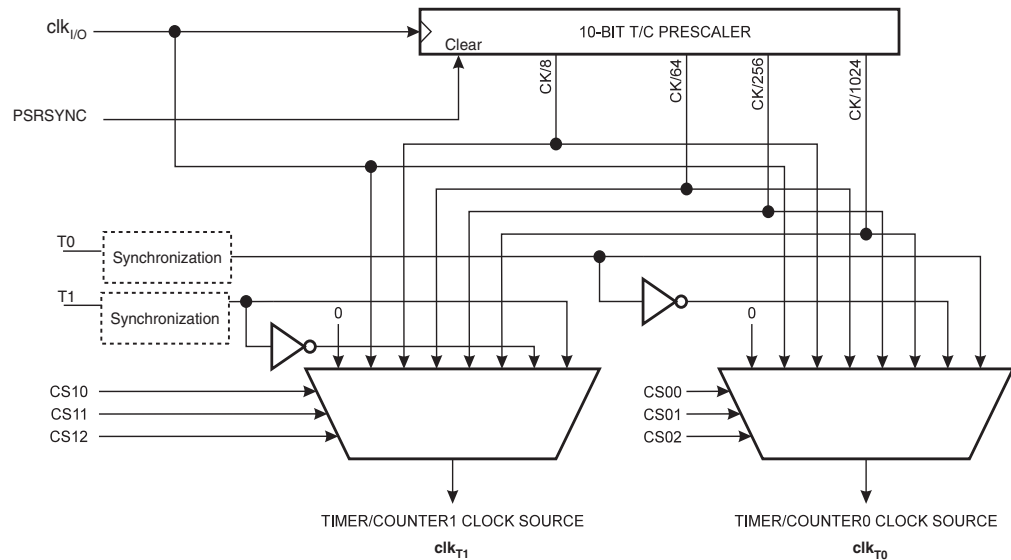 clkI/O
10-BIT T/C PRESCALER
Clear
CK/8
CK/64
CK/256
CK/1024
PSRSYNC
T0
Synchronization
T1
Synchronization
0
0
CS10
CS11
CS12
CS00
CS01
CS02
TIMER/COUNTER1 CLOCK SOURCE
clkT1
TIMER/COUNTER0 CLOCK SOURCE
clkT0